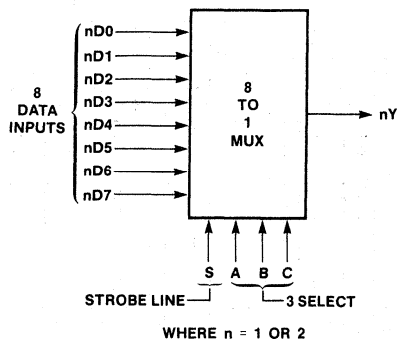 nD0
nD1
nD2
nD3
nD4
nD5
nD6
nD7
8
DATA
INPUTS
8
TO
1
MUX
nY
S A B C
STROBE LINE
3 SELECT
WHERE n = 1 OR 2